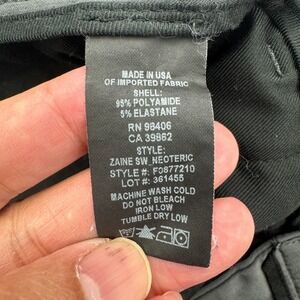 MADE IN USA
OF IMPORTED FABRIC
SHELL:
95% POLYAMIDE
5% ELASTANE
RN 98406
CA 39862
STYLE:
ZAINE SW_NEOTERIC
STYLE #: F0877210
LOT #: 361455
MACHINE WASH COLD
DO NOT BLEACH
IRON LOW
TUMBLE DRY LOW